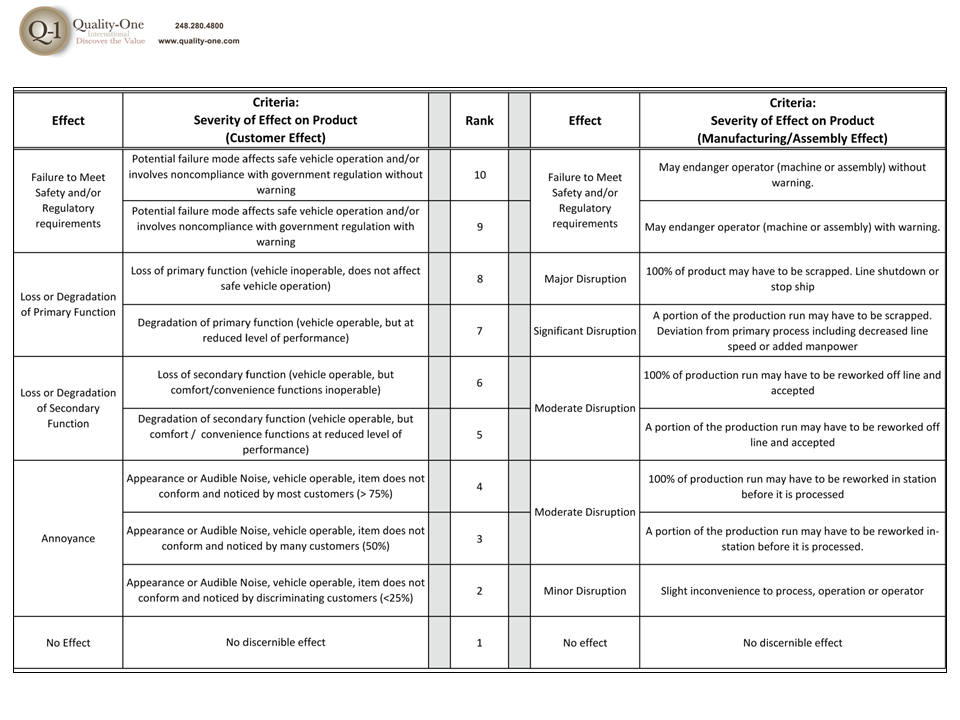 Q-1
Quality-One
International
Discover the Value
248.280.4800
www.quality-one.com
Effect
Criteria:
Severity of Effect on Product
(Customer Effect)
Rank
Effect
Criteria:
Severity of Effect on Product
(Manufacturing/Assembly Effect)
Failure to Meet
Safety and/or
Regulatory
requirements
Potential failure mode affects safe vehicle operation and/or
involves noncompliance with government regulation without
warning
10
Failure to Meet
Safety and/or
Regulatory
requirements
May endanger operator (machine or assembly) without
warning.
Potential failure mode affects safe vehicle operation and/or
involves noncompliance with government regulation with
warning
9
May endanger operator (machine or assembly) with warning.
Loss or Degradation
of Primary Function
Loss of primary function (vehicle inoperable, does not affect
safe vehicle operation)
8
Major Disruption
100% of product may have to be scrapped. Line shutdown or
stop ship
Degradation of primary function (vehicle operable, but at
reduced level of performance)
7
Significant Disruption
A portion of the production run may have to be scrapped.
Deviation from primary process including decreased line
speed or added manpower
Loss or Degradation
of Secondary
Function
Loss of secondary function (vehicle operable, but
comfort/convenience functions inoperable)
6
Moderate Disruption
100% of production run may have to be reworked off line and
accepted
Degradation of secondary function (vehicle operable, but
comfort / convenience functions at reduced level of
performance)
5
A portion of the production run may have to be reworked off
line and accepted
Annoyance
Appearance or Audible Noise, vehicle operable, item does not
conform and noticed by most customers (> 75%)
4
Moderate Disruption
100% of production run may have to be reworked in station
before it is processed
Appearance or Audible Noise, vehicle operable, item does not
conform and noticed by many customers (50%)
3
A portion of the production run may have to be reworked in-
station before it is processed.
Appearance or Audible Noise, vehicle operable, item does not
conform and noticed by discriminating customers (<25%)
2
Minor Disruption
Slight inconvenience to process, operation or operator
No Effect
No discernible effect
1
No effect
No discernible effect